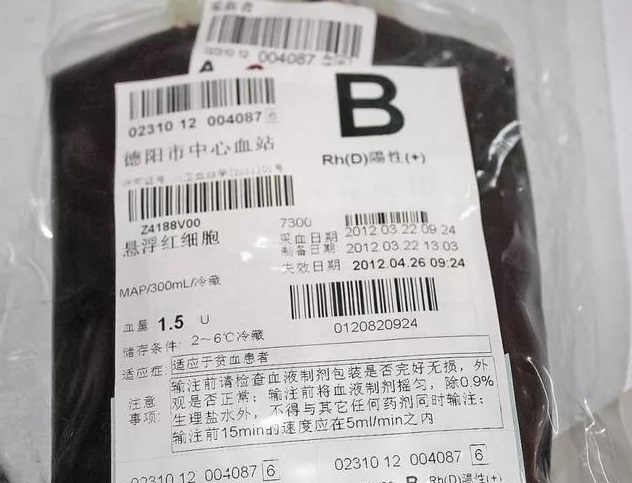 02310 12 004087
A
02310 12 004087 6
B
德阳市中心血站
Rh(D)陽性(+)
Z4188V00
7300
悬浮红细胞
采血日期 2012 03 22 09 24
制备日期 2012 03 22 13 03
失效日期 2012.04.26 09:24
MAP/300mL/冷藏
血量 1.5 U
0120820924
储存条件: 2~6℃冷藏
适应症 适应于贫血患者
注意事项: 输注前请检查血液制剂包装是否完好无损,外
观是否正常;输注前将血液制剂摇匀,除0.9%
生理盐水外,不得与其它任何药剂同时输注;
输注前15min的速度应在5ml/min之内
02310 12 004087 6
02310 12 004087 6
B Rh(D)陽性(+)